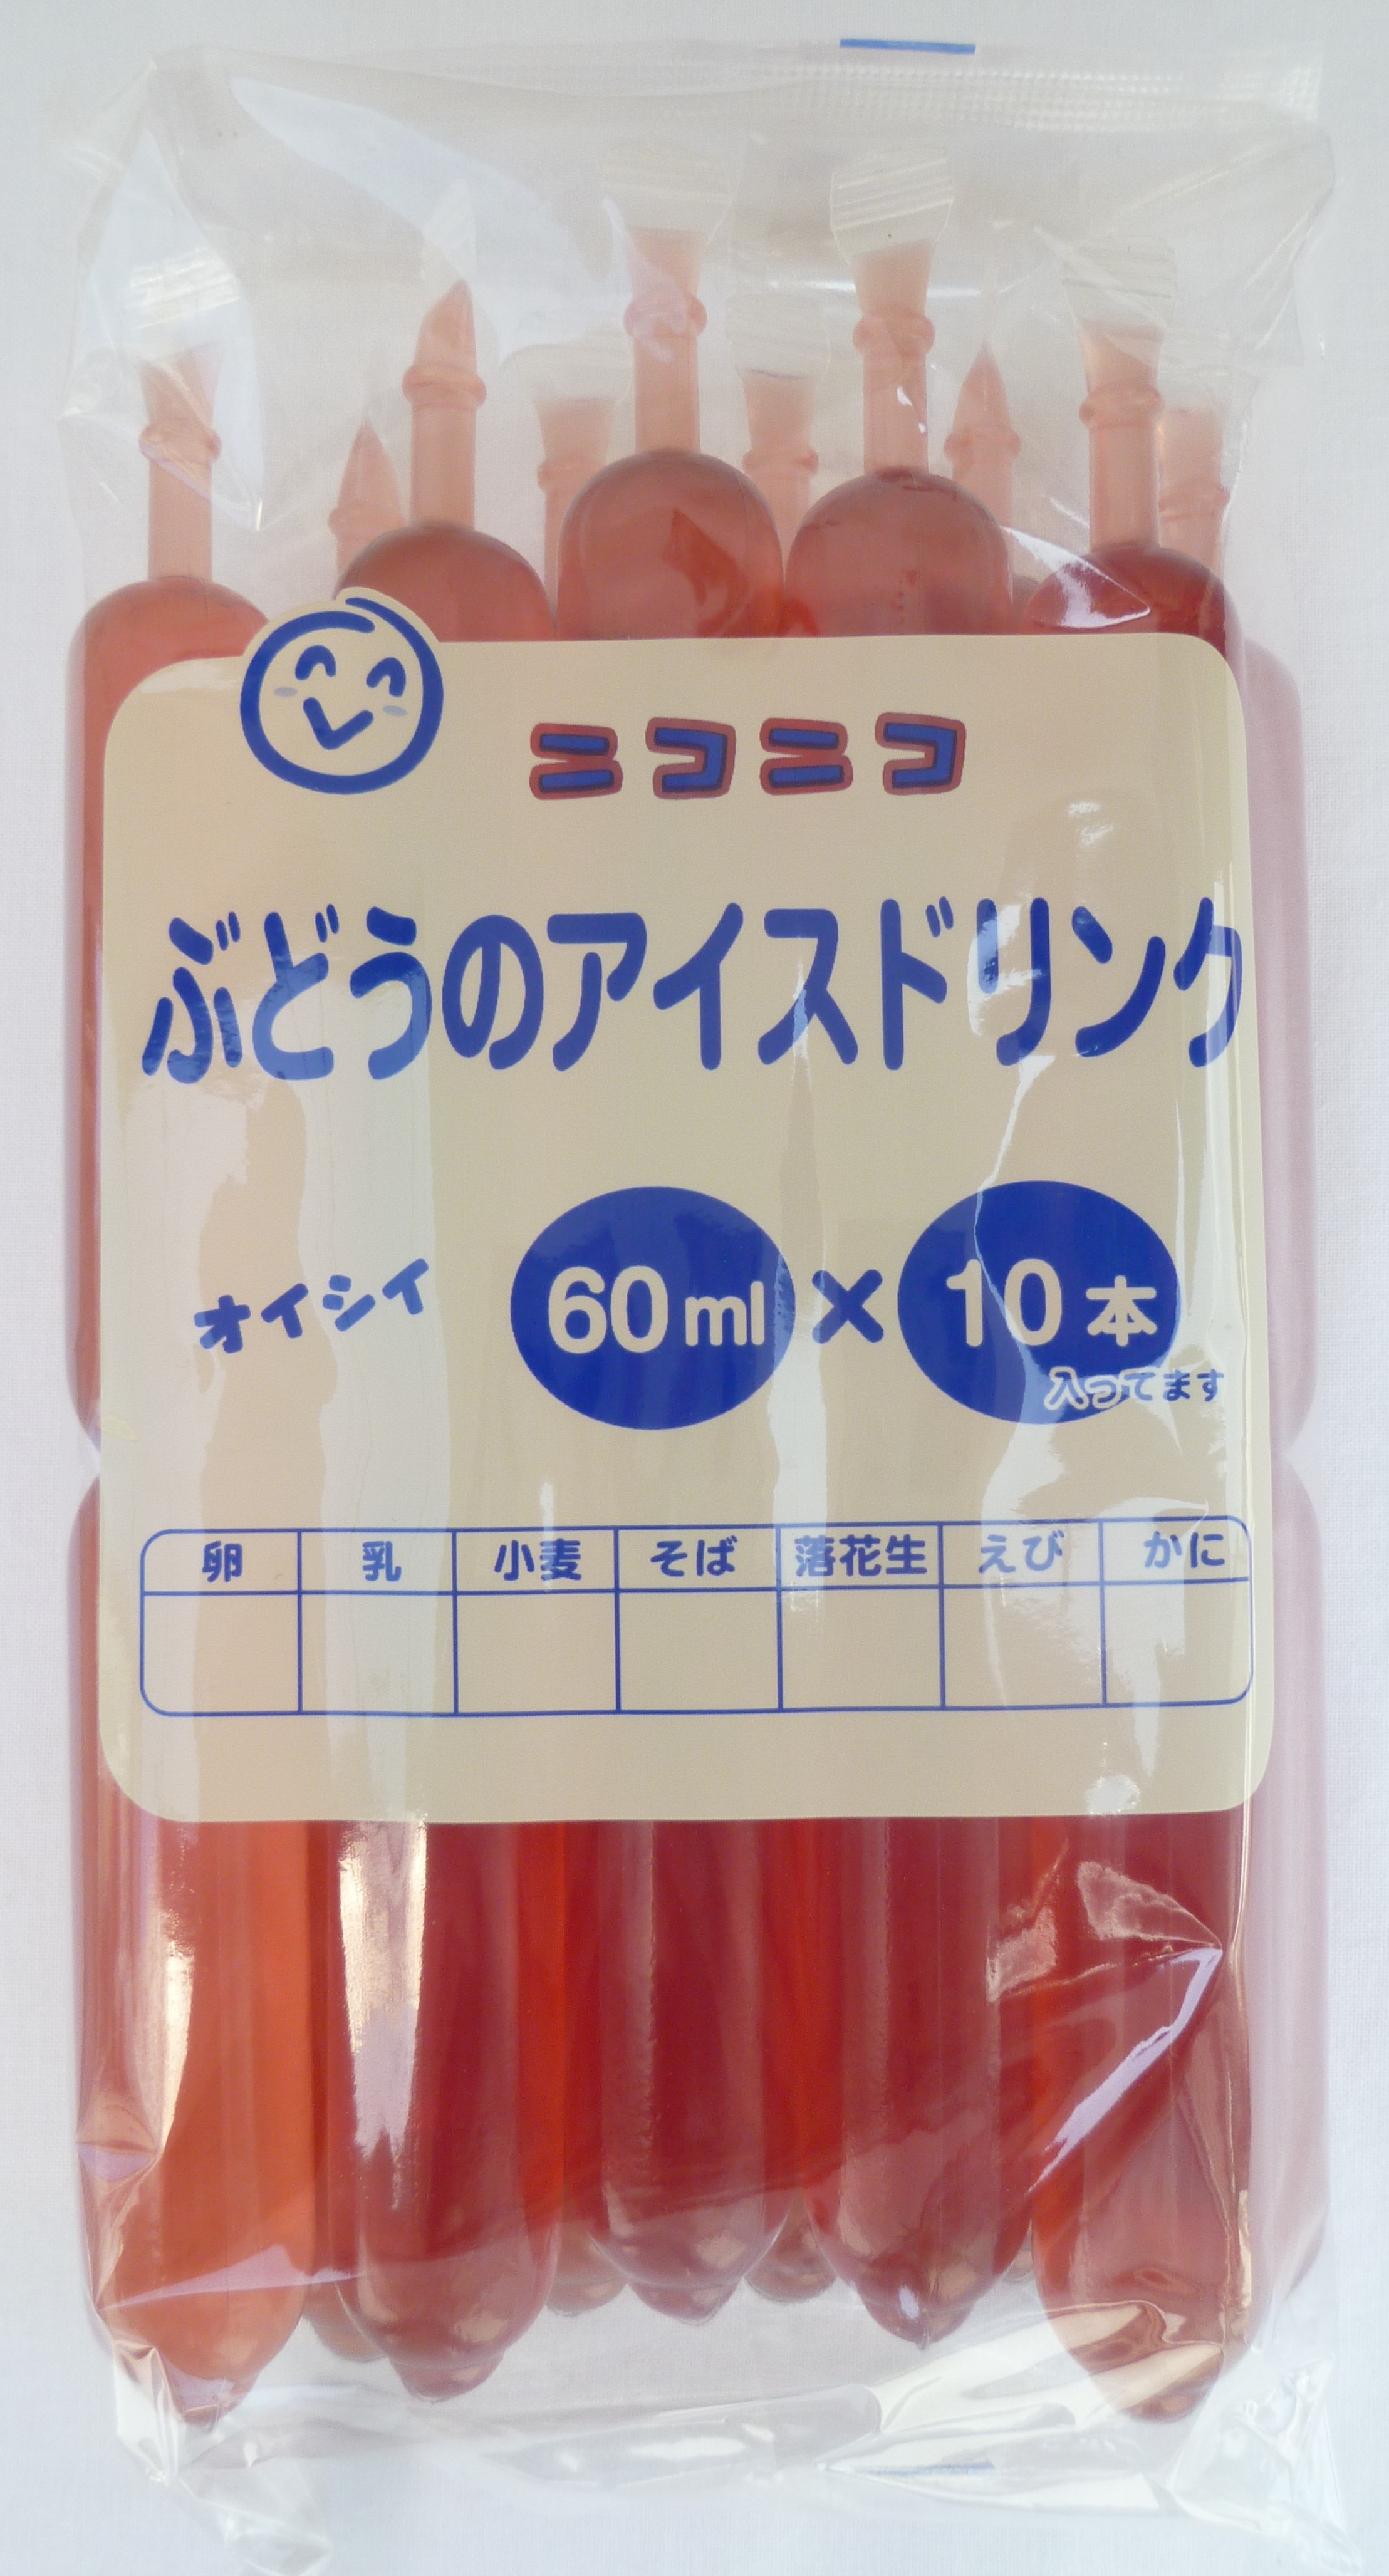 ニコニコ
ぶどうのアイスドリンク
オイシイ 60ml×10本
入ってます
卵 乳 小麦 そば 落花生 えび かに